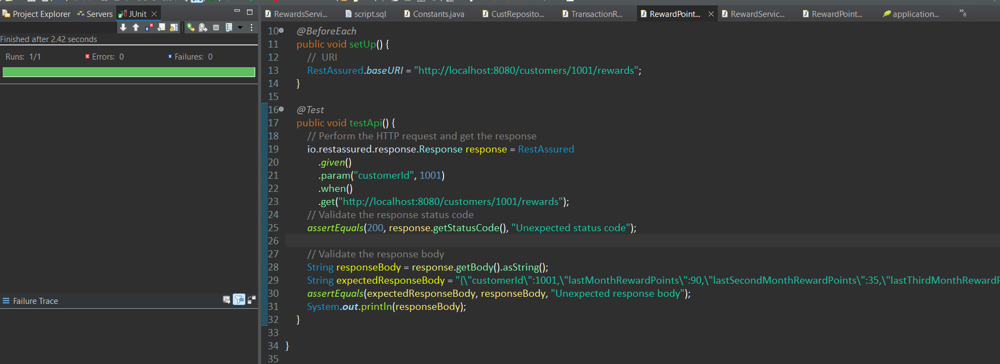 Project Explorer Servers JUnit
Finished after 2.42 seconds
Runs: 1/1 Errors: 0 Failures: 0
Failure Trace
RewardsServi... script.sql Constants.java CustReposito... TransactionR... RewardPoint... RewardServic... RewardPoint... application... »6
10 @BeforeEach
11 public void setUp() {
12 // URI
13 RestAssured.baseURI = "http://localhost:8080/customers/1001/rewards";
14 }
15
16 @Test
17 public void testApi() {
18 // Perform the HTTP request and get the response
19 io.restassured.response.Response response = RestAssured
20 .given()
21 .param("customerId", 1001)
22 .when()
23 .get("http://localhost:8080/customers/1001/rewards");
24 // Validate the response status code
25 assertEquals(200, response.getStatusCode(), "Unexpected status code");
26
27 // Validate the response body
28 String responseBody = response.getBody().asString();
29 String expectedResponseBody = "{\"customerId\":1001,\"lastMonthRewardPoints\":90,\"lastSecondMonthRewardPoints\":35,\"lastThirdMonthReward
30 assertEquals(expectedResponseBody, responseBody, "Unexpected response body");
31 System.out.println(responseBody);
32 }
33
34 }
35